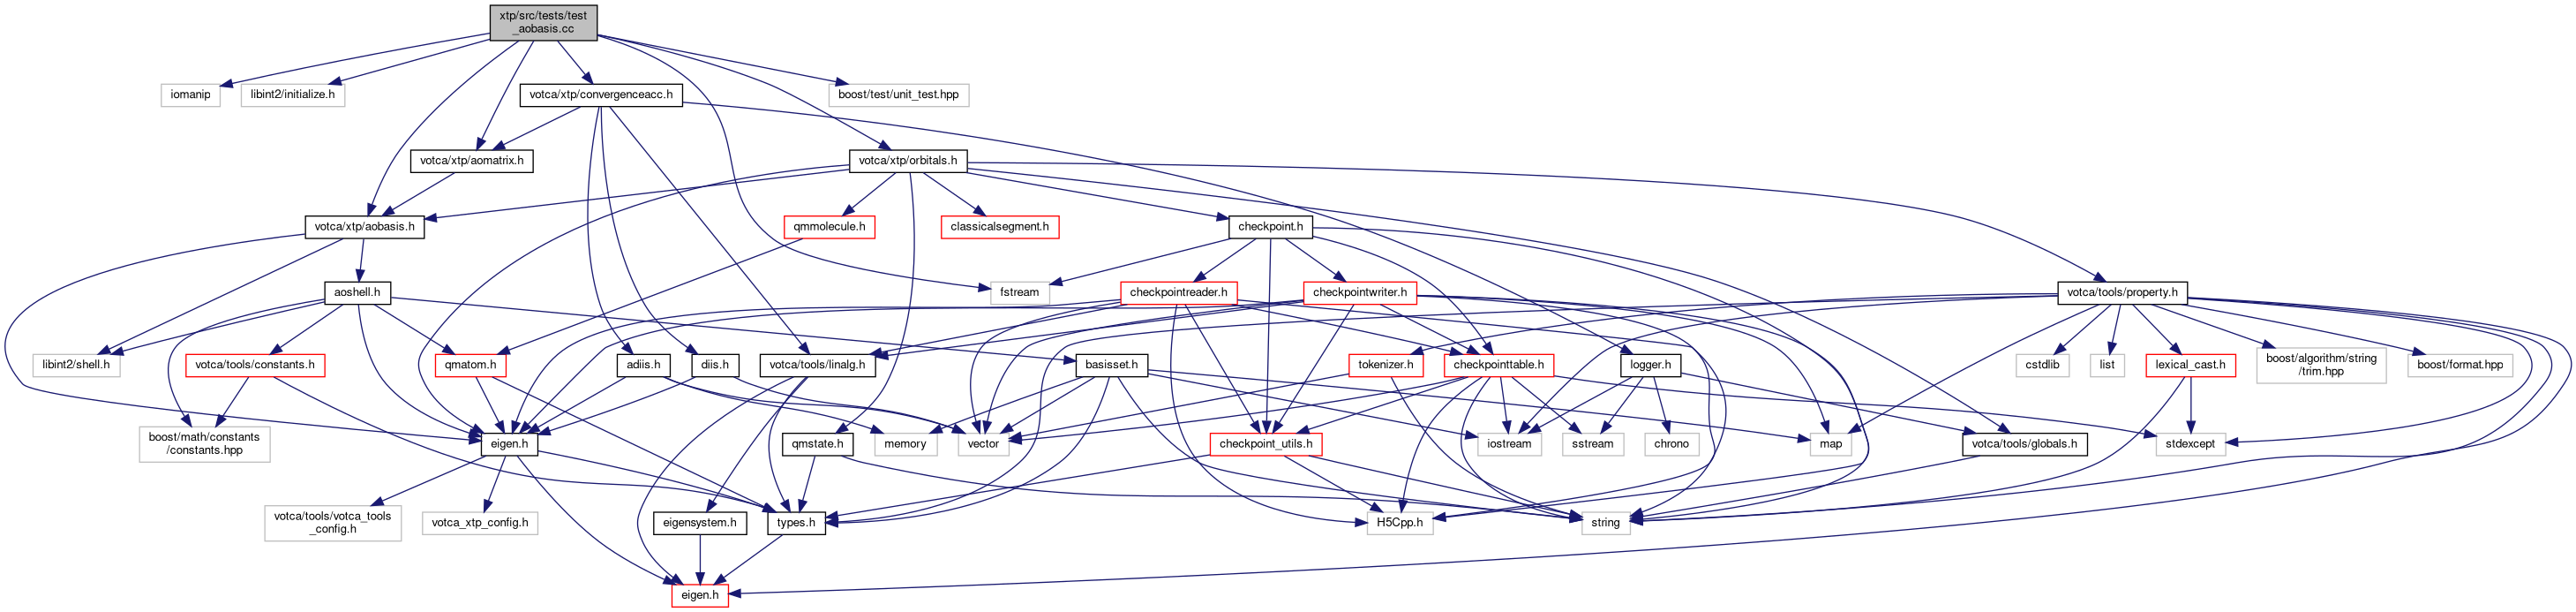 xtp/src/tests/test
_aobasis.cc
iomanip
libint2/initialize.h
votca/xtp/convergenceacc.h
boost/test/unit_test.hpp
votca/xtp/aomatrix.h
votca/xtp/orbitals.h
votca/xtp/aobasis.h
qmmolecule.h
classicalsegment.h
checkpoint.h
aoshell.h
fstream
checkpointreader.h
checkpointwriter.h
votca/tools/property.h
libint2/shell.h
votca/tools/constants.h
qmatom.h
adiis.h
diis.h
votca/tools/linalg.h
basisset.h
tokenizer.h
checkpointtable.h
logger.h
cstdlib
list
lexical_cast.h
boost/algorithm/string
/trim.hpp
boost/format.hpp
boost/math/constants
/constants.hpp
eigen.h
qmstate.h
memory
vector
checkpoint_utils.h
iostream
sstream
chrono
map
votca/tools/globals.h
stdexcept
votca/tools/votca_tools
_config.h
votca_xtp_config.h
eigensystem.h
types.h
H5Cpp.h
string
eigen.h